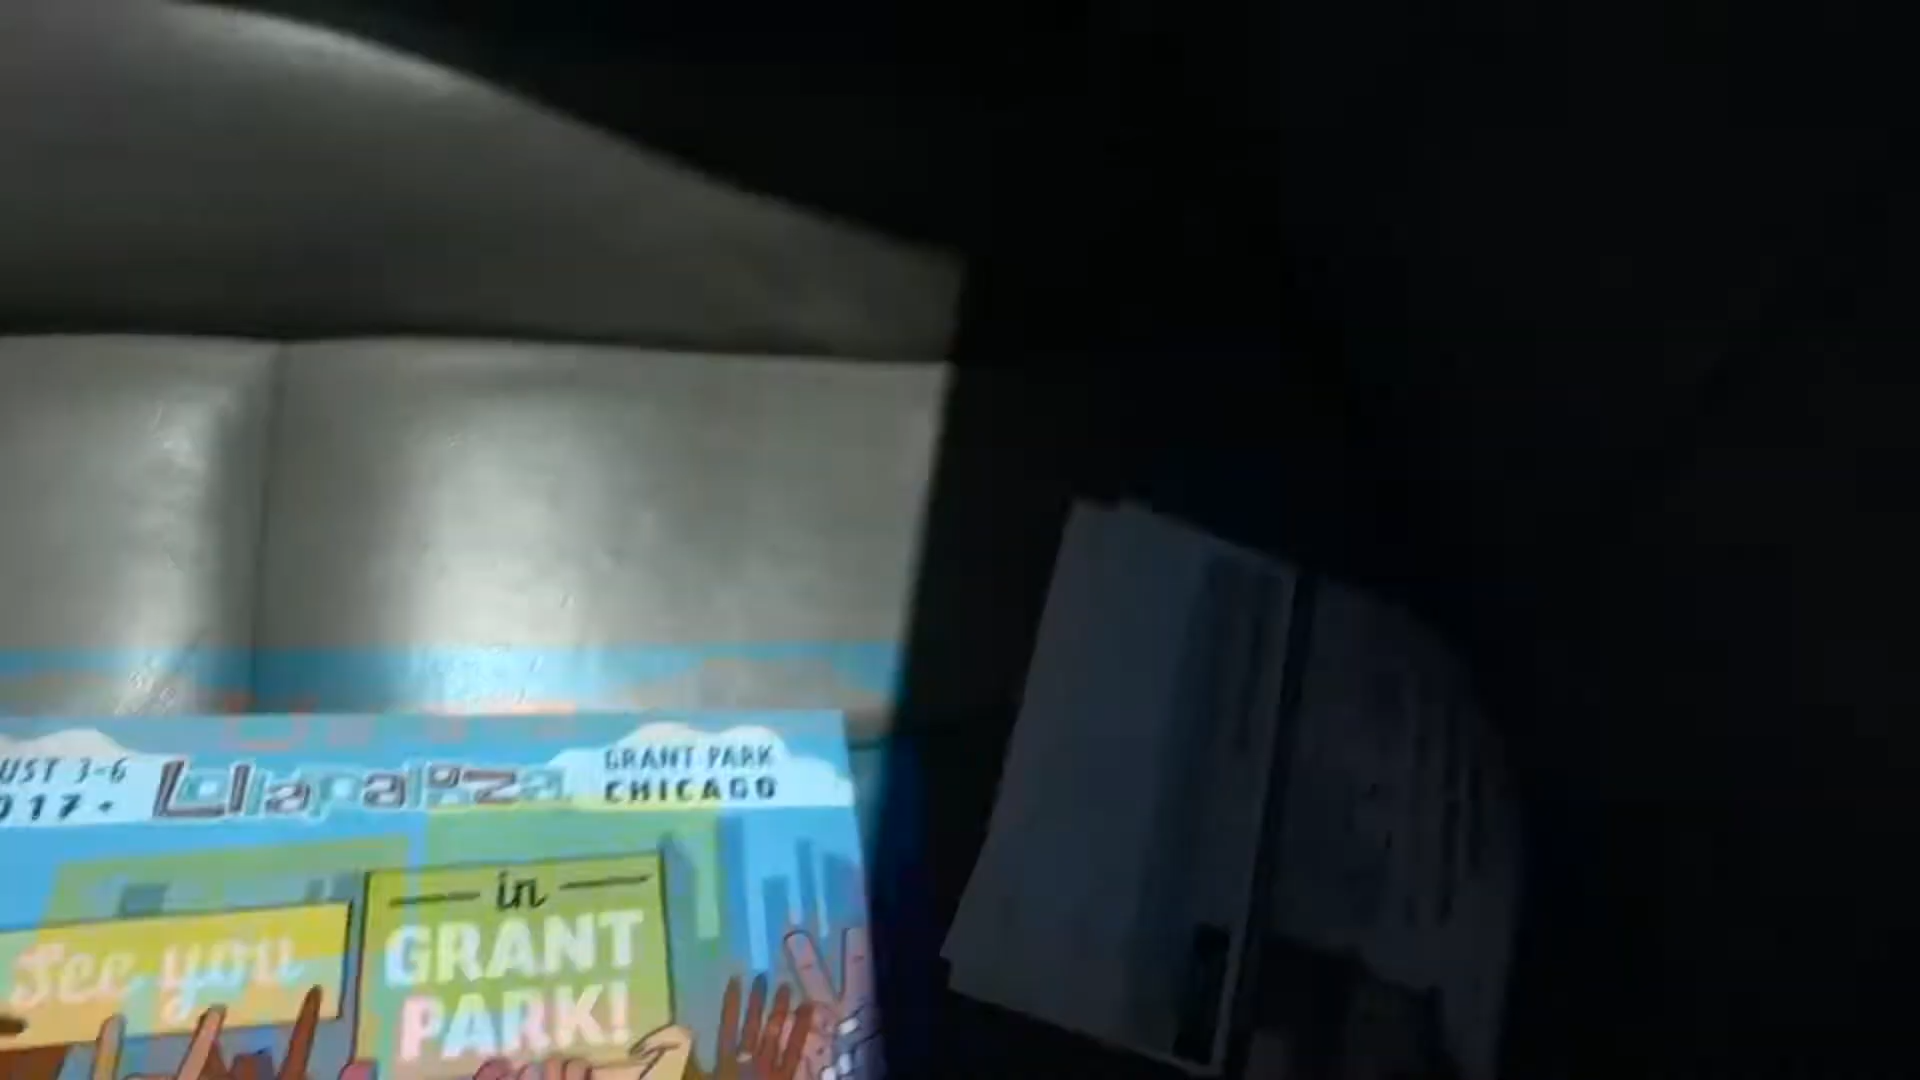 UST 3-6
017 •
Lollapalooza
GRANT PARK
CHICAGO
See you
in
GRANT
PARK!